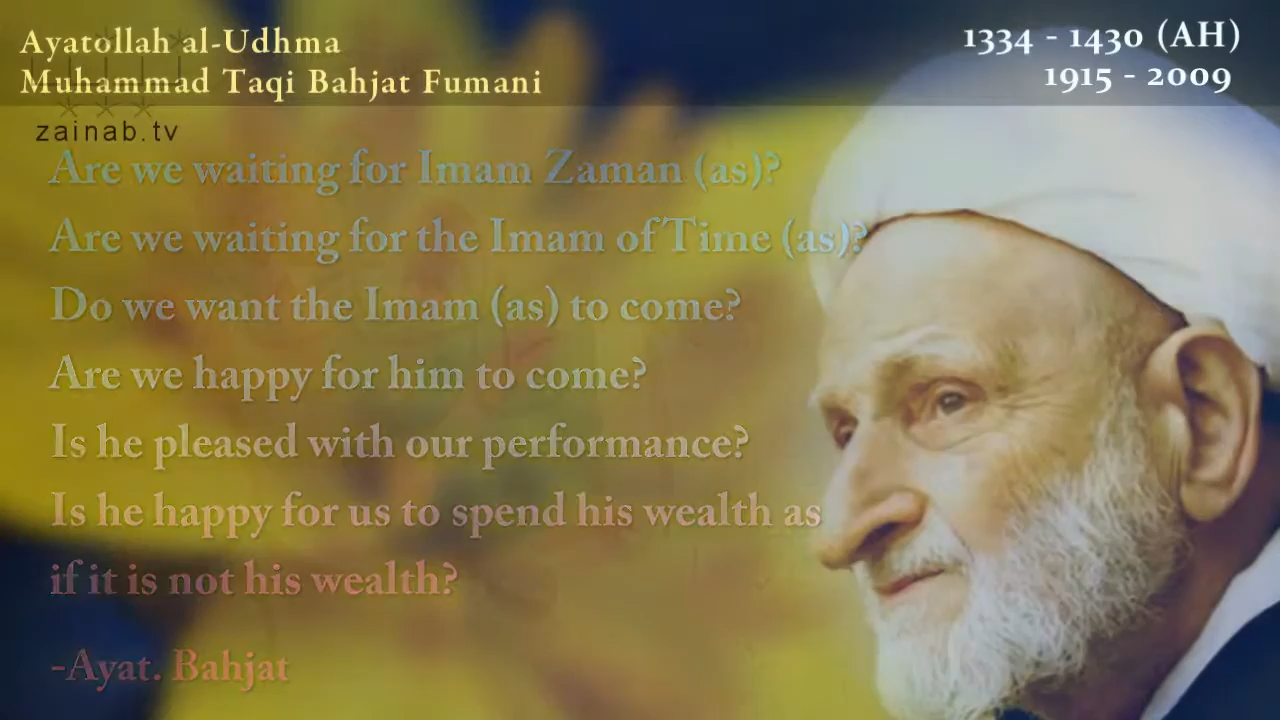 Ayatollah al-Udhma
Muhammad Taqi Bahjat Fumani
1334 - 1430 (AH)
1915 - 2009
zainab.tv
Are we waiting for Imam Zaman (as)?
Are we waiting for the Imam of Time (as)?
Do we want the Imam (as) to come?
Are we happy for him to come?
Is he pleased with our performance?
Is he happy for us to spend his wealth as
if it is not his wealth?
-Ayat. Bahjat